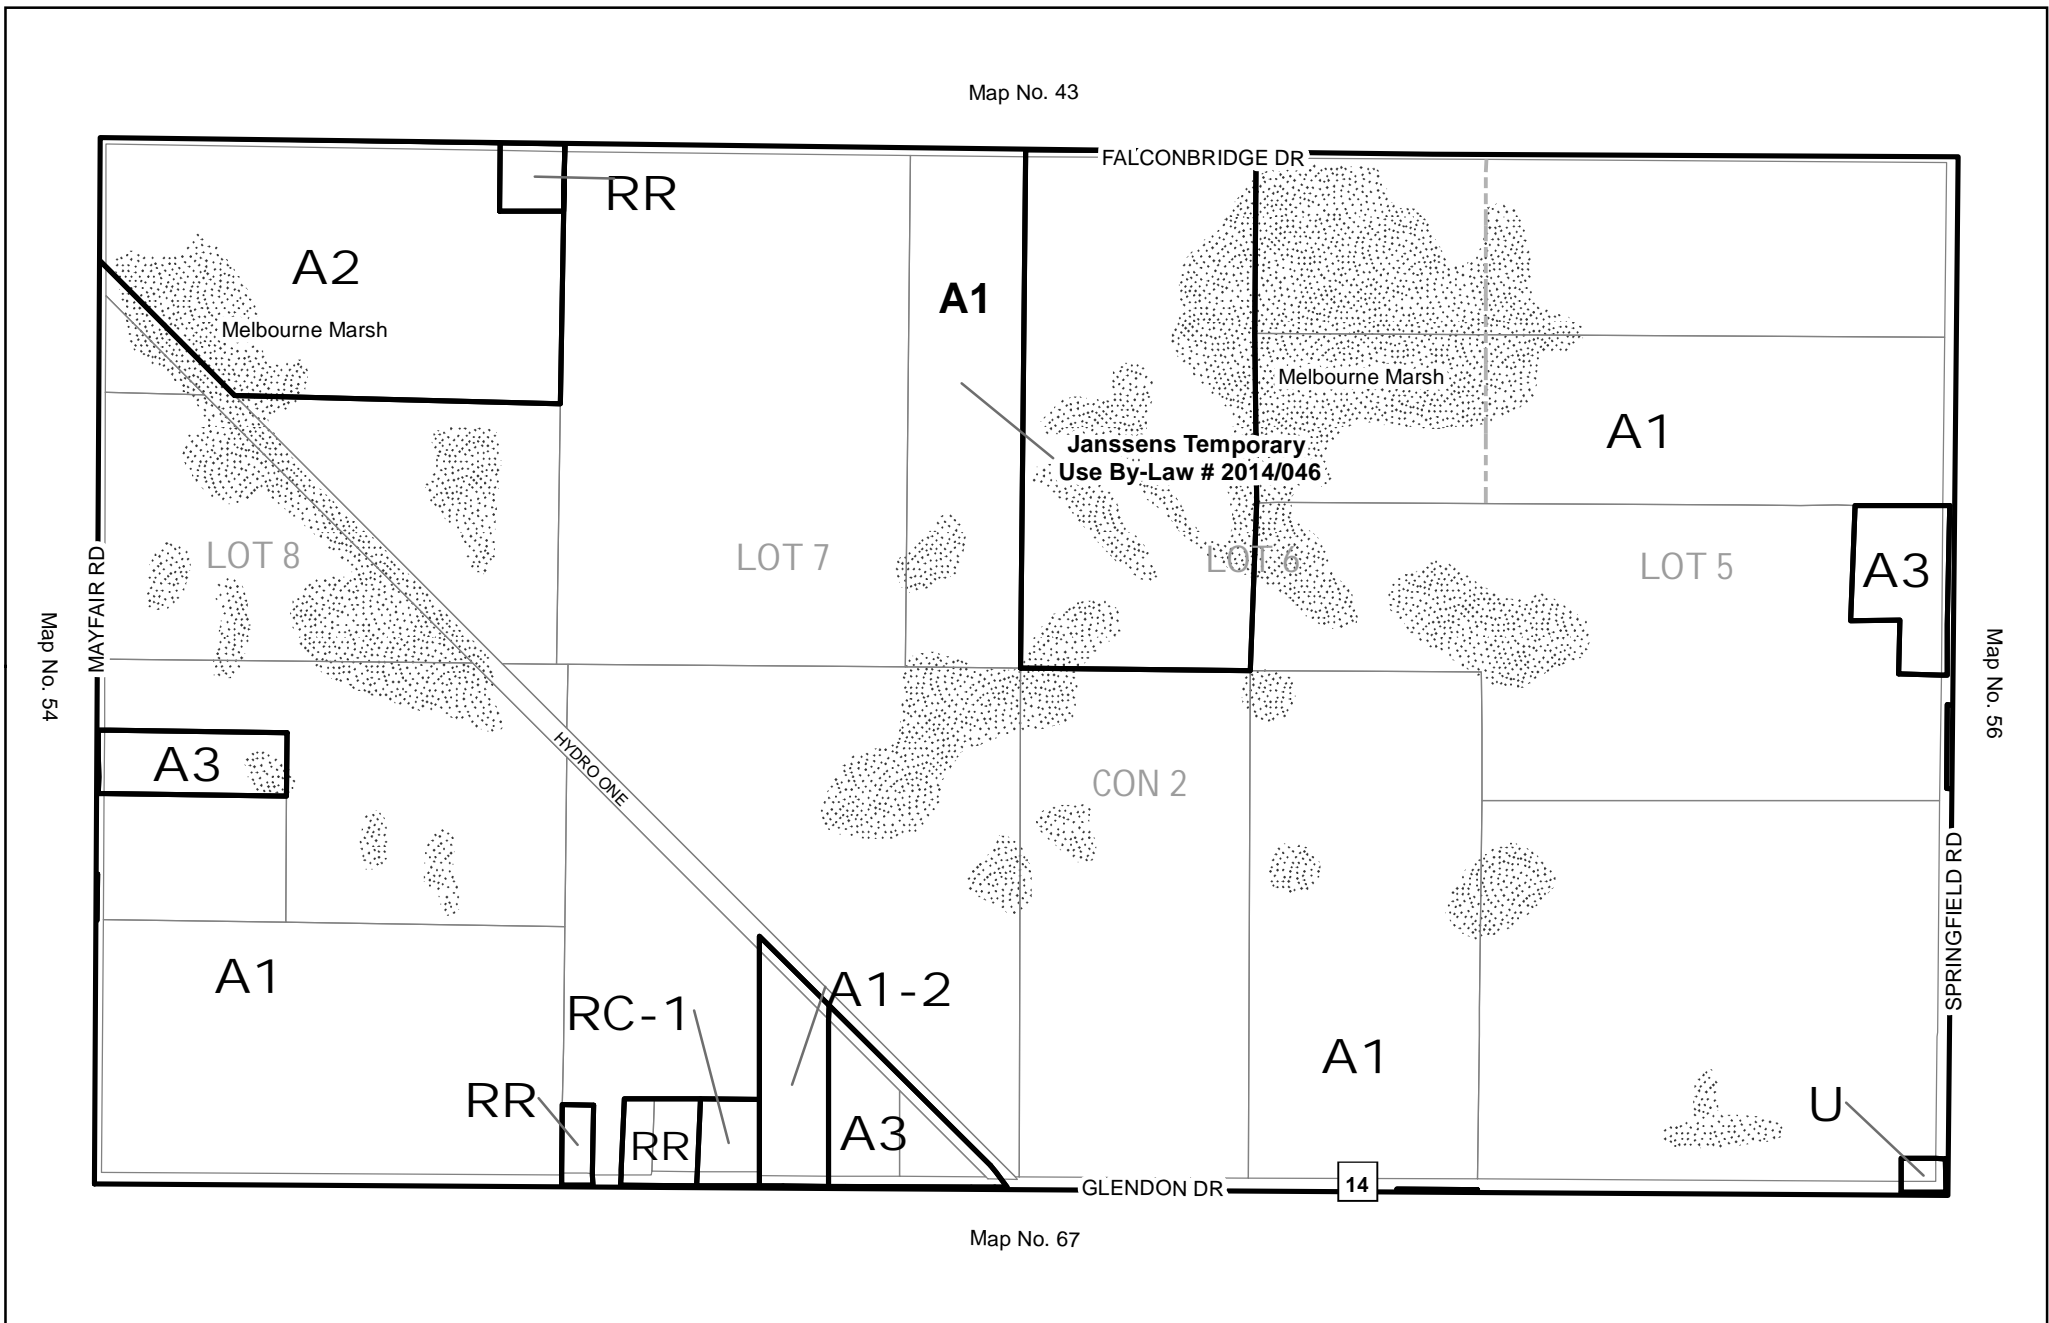 Map No. 43
FALCONBRIDGE DR
RR
A2
A1
Melbourne Marsh
Melbourne Marsh
A1
Janssens Temporary
Use By-Law # 2014/046
LOT 8
LOT 7
LOT 6
LOT 5
A3
MAYFAIR RD
Map No. 54
Map No. 56
A3
HYDRO ONE
CON 2
SPRINGFIELD RD
A1
A1-2
RC-1
A1
RR
RR
A3
U
GLENDON DR
14
Map No. 67